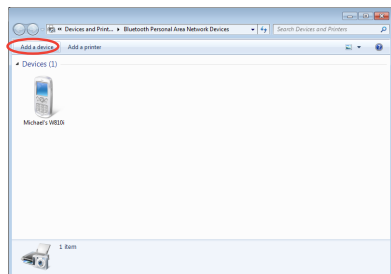 Devices and Print... Bluetooth Personal Area Network Devices Search Devices and Printers
Add a device Add a printer
Devices (1)
Michael's W810i
1 item